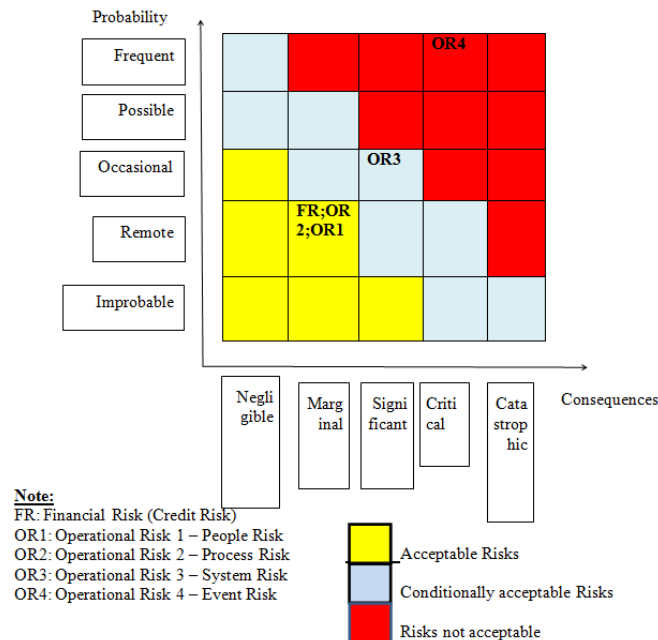 Probability
Frequent
OR4
Possible
Occasional
OR3
Remote
FR;OR
2;OR1
Improbable
Negli
gible
Marg
inal
Signi
ficant
Criti
cal
Cata
strop
hic
Consequences
Note:
FR: Financial Risk (Credit Risk)
OR1: Operational Risk 1 – People Risk
OR2: Operational Risk 2 – Process Risk
OR3: Operational Risk 3 – System Risk
OR4: Operational Risk 4 – Event Risk
Acceptable Risks
Conditionally acceptable Risks
Risks not acceptable